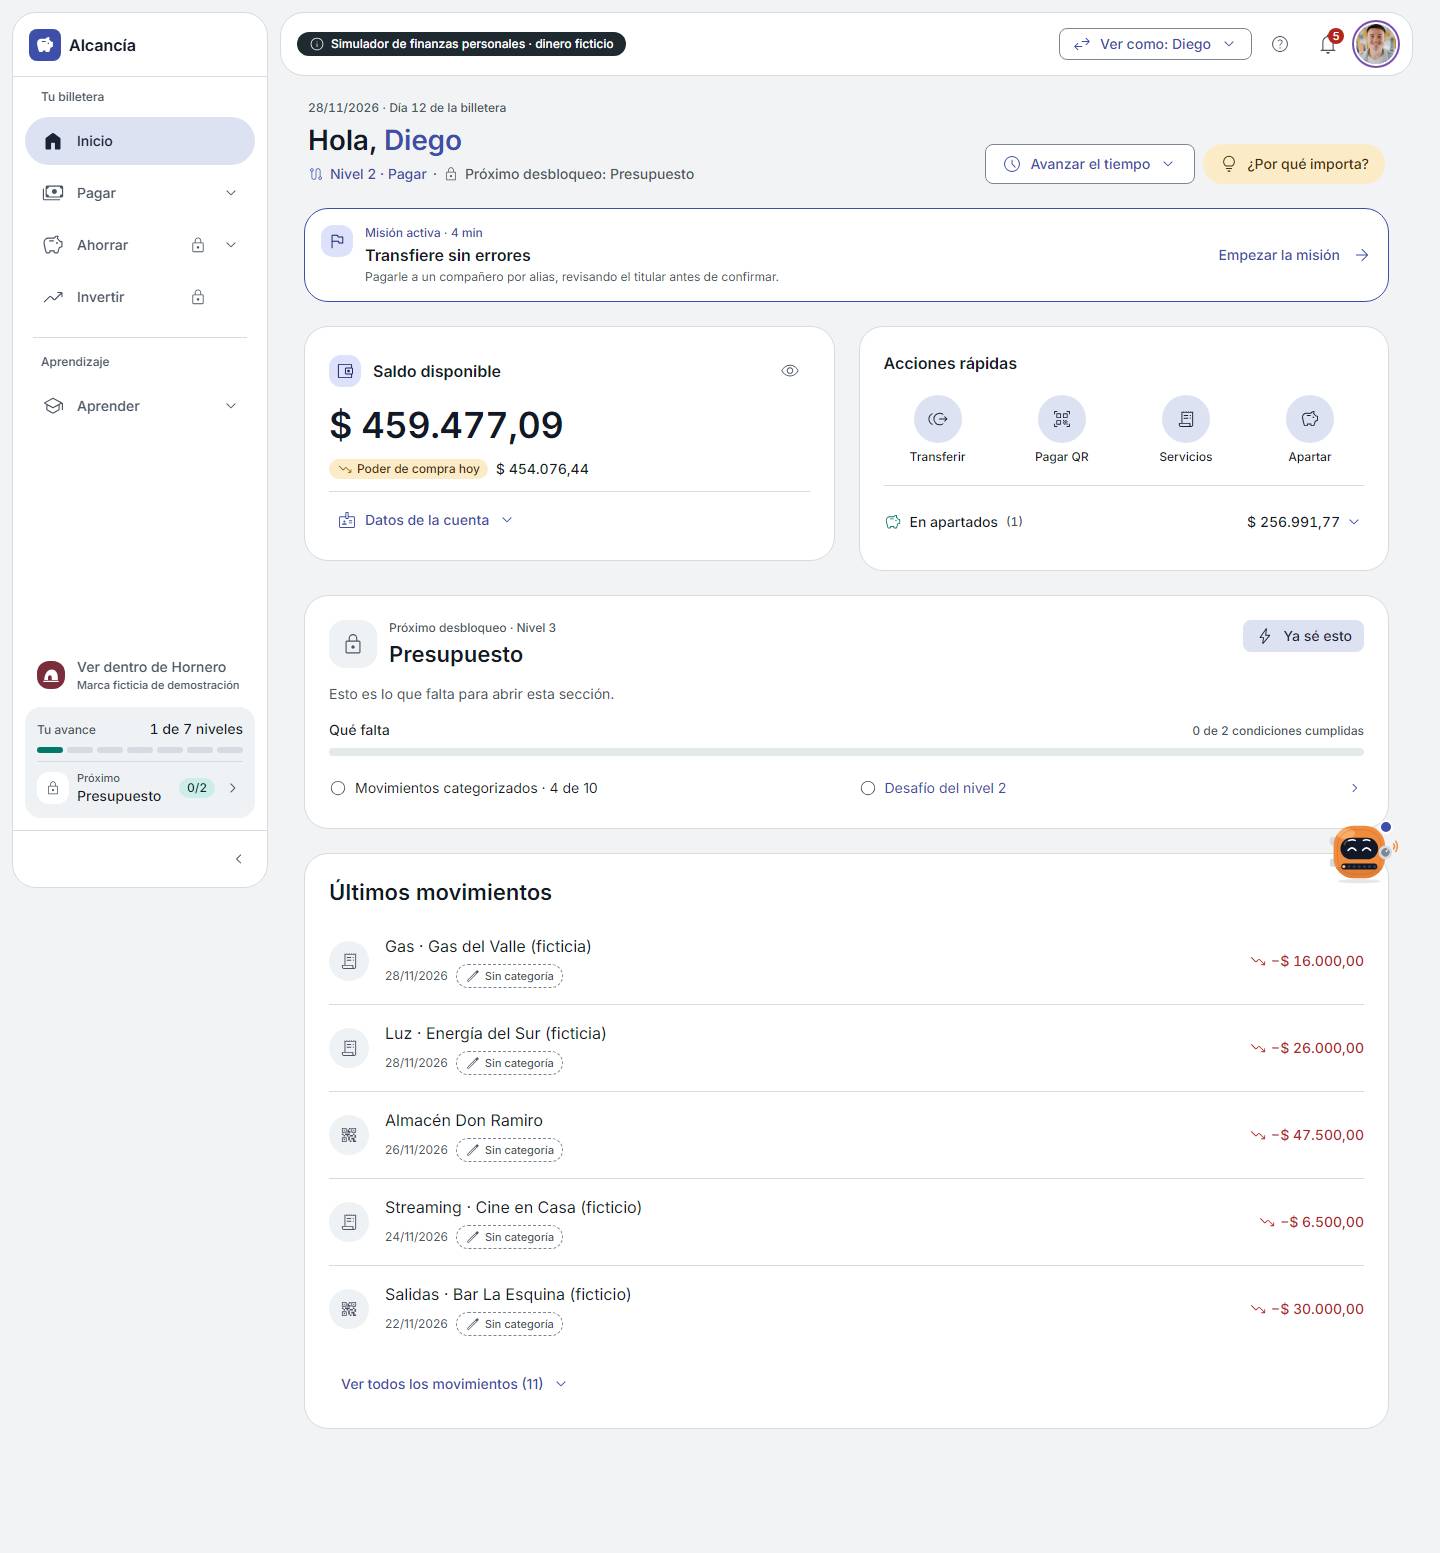 Alcancía
Tu billetera
Inicio
Pagar
Ahorrar
Invertir
Aprendizaje
Aprender
Ver dentro de Hornero
Marca ficticia de demostración
Tu avance 1 de 7 niveles
Próximo
Presupuesto 0/2
Simulador de finanzas personales · dinero ficticio
Ver como: Diego
5
28/11/2026 · Día 12 de la billetera
Hola, Diego
Nivel 2 · Pagar · Próximo desbloqueo: Presupuesto
Avanzar el tiempo
¿Por qué importa?
Misión activa · 4 min
Transfiere sin errores
Pagarle a un compañero por alias, revisando el titular antes de confirmar.
Empezar la misión
Saldo disponible
$ 459.477,09
Poder de compra hoy $ 454.076,44
Datos de la cuenta
Acciones rápidas
Transferir Pagar QR Servicios Apartar
En apartados (1) $ 256.991,77
Próximo desbloqueo · Nivel 3
Presupuesto
Ya sé esto
Esto es lo que falta para abrir esta sección.
Qué falta 0 de 2 condiciones cumplidas
Movimientos categorizados · 4 de 10
Desafío del nivel 2
Últimos movimientos
Gas · Gas del Valle (ficticia)
28/11/2026 Sin categoría
−$ 16.000,00
Luz · Energía del Sur (ficticia)
28/11/2026 Sin categoría
−$ 26.000,00
Almacén Don Ramiro
26/11/2026 Sin categoría
−$ 47.500,00
Streaming · Cine en Casa (ficticio)
24/11/2026 Sin categoría
−$ 6.500,00
Salidas · Bar La Esquina (ficticio)
22/11/2026 Sin categoría
−$ 30.000,00
Ver todos los movimientos (11)